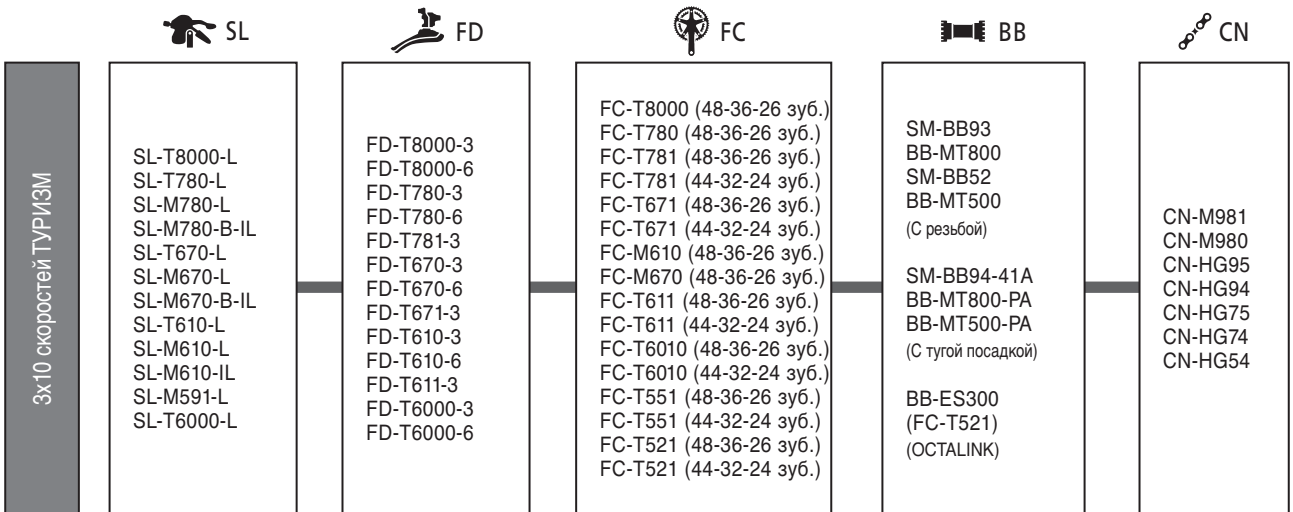 SL
FD
FC
BB
CN
3x10 скоростей ТУРИЗМ
SL-T8000-L
SL-T780-L
SL-M780-L
SL-M780-B-IL
SL-T670-L
SL-M670-L
SL-M670-B-IL
SL-T610-L
SL-M610-L
SL-M610-IL
SL-M591-L
SL-T6000-L
FD-T8000-3
FD-T8000-6
FD-T780-3
FD-T780-6
FD-T781-3
FD-T670-3
FD-T670-6
FD-T671-3
FD-T610-3
FD-T610-6
FD-T611-3
FD-T6000-3
FD-T6000-6
FC-T8000 (48-36-26 зуб.)
FC-T780 (48-36-26 зуб.)
FC-T781 (48-36-26 зуб.)
FC-T781 (44-32-24 зуб.)
FC-T671 (48-36-26 зуб.)
FC-T671 (44-32-24 зуб.)
FC-M610 (48-36-26 зуб.)
FC-M670 (48-36-26 зуб.)
FC-T611 (48-36-26 зуб.)
FC-T611 (44-32-24 зуб.)
FC-T6010 (48-36-26 зуб.)
FC-T6010 (44-32-24 зуб.)
FC-T551 (48-36-26 зуб.)
FC-T551 (44-32-24 зуб.)
FC-T521 (48-36-26 зуб.)
FC-T521 (44-32-24 зуб.)
SM-BB93
BB-MT800
SM-BB52
BB-MT500
(С резьбой)
SM-BB94-41A
BB-MT800-PA
BB-MT500-PA
(С тугой посадкой)
BB-ES300
(FC-T521)
(OCTALINK)
CN-M981
CN-M980
CN-HG95
CN-HG94
CN-HG75
CN-HG74
CN-HG54